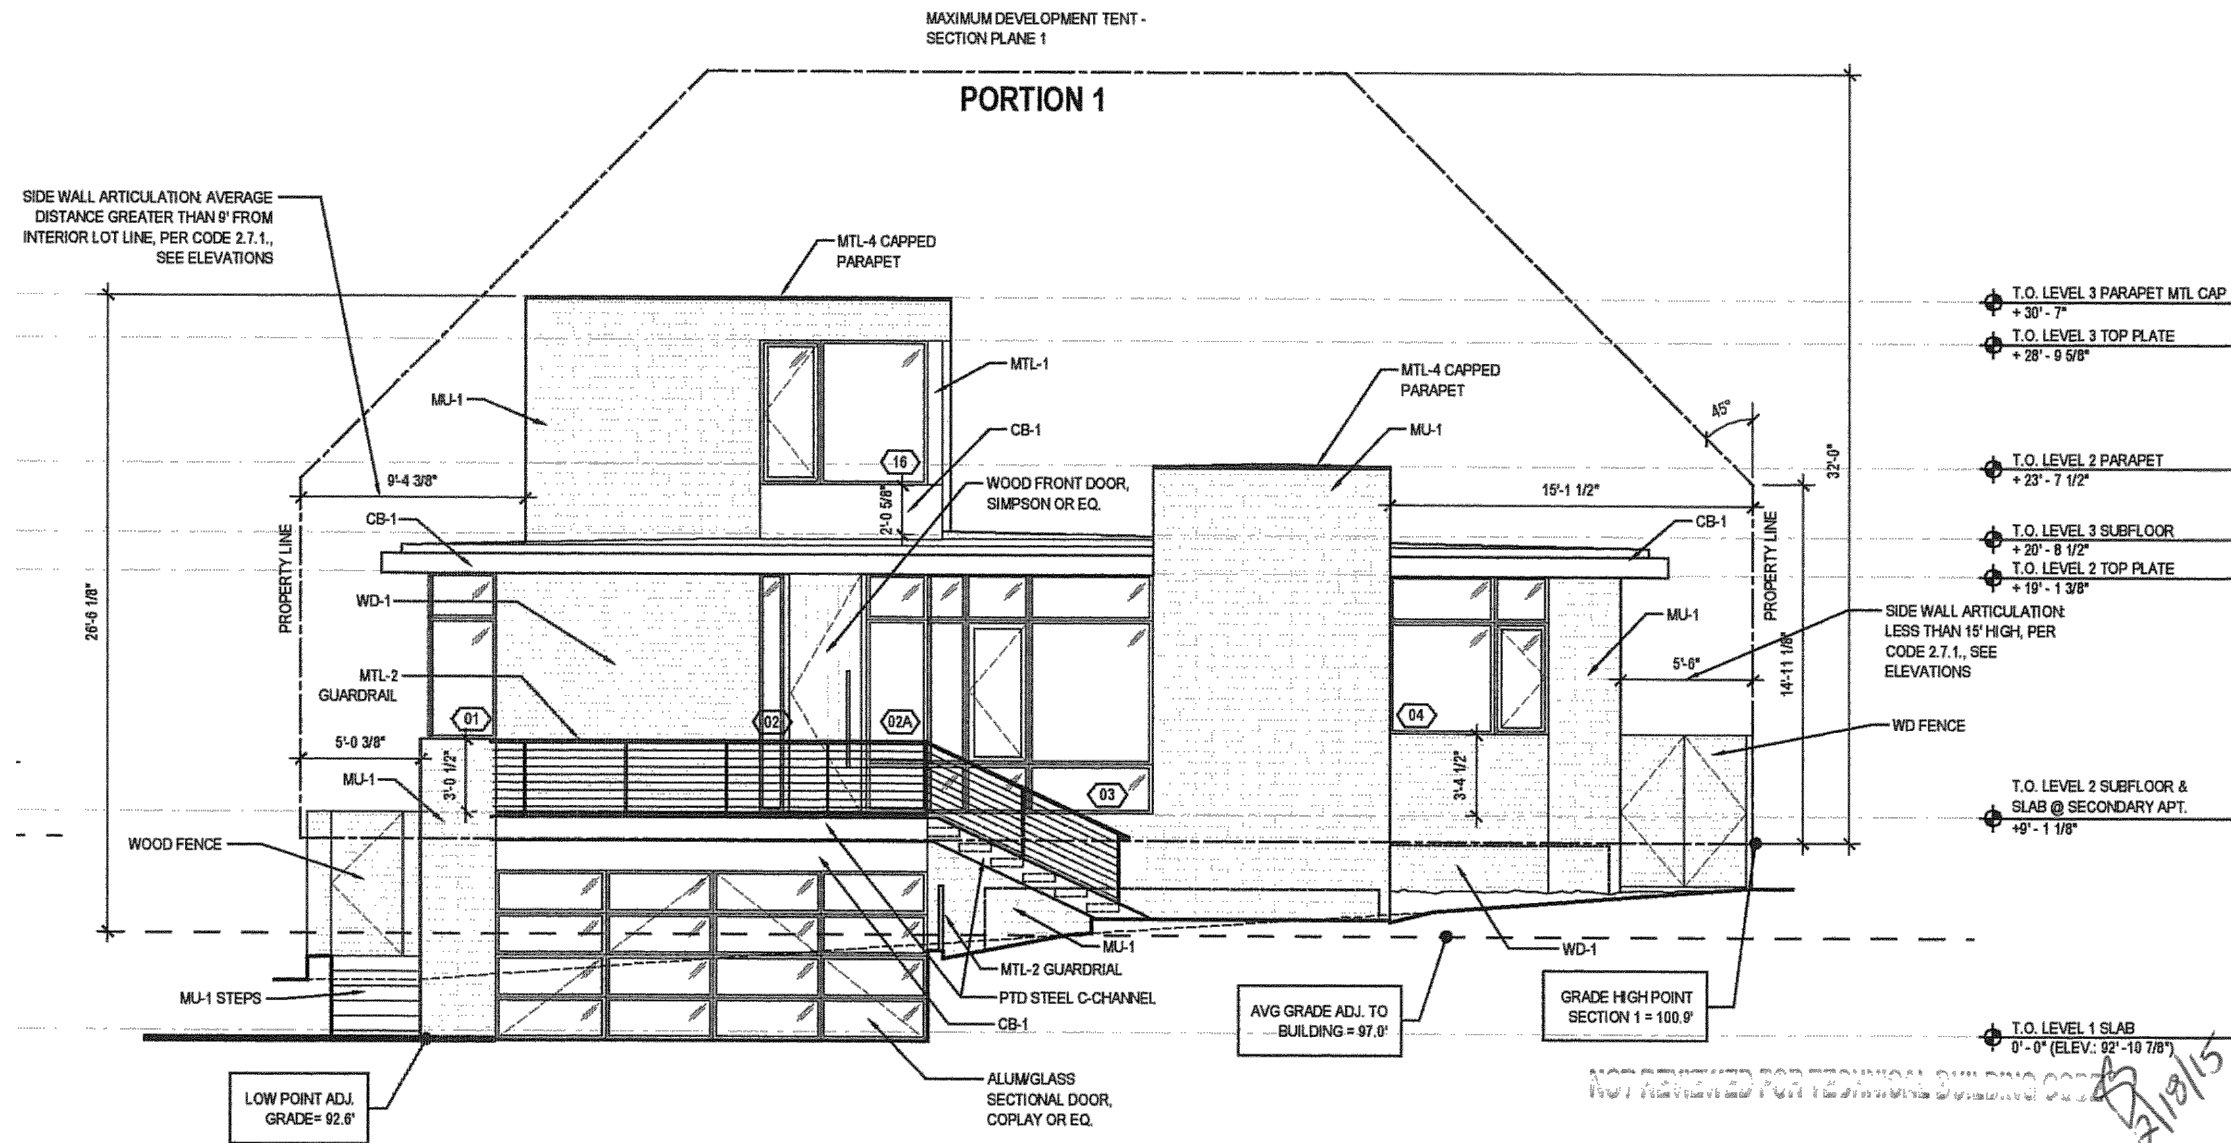 MAXIMUM DEVELOPMENT TENT -
SECTION PLANE 1
PORTION 1
SIDE WALL ARTICULATION: AVERAGE
DISTANCE GREATER THAN 9' FROM
INTERIOR LOT LINE, PER CODE 2.7.1.,
SEE ELEVATIONS
MTL-4 CAPPED
PARAPET
T.O. LEVEL 3 PARAPET MTL CAP
+ 30' - 7"
T.O. LEVEL 3 TOP PLATE
+ 28' - 9 5/8"
MTL-1
MTL-4 CAPPED
PARAPET
MU-1
CB-1
MU-1
45°
32'-0"
16
T.O. LEVEL 2 PARAPET
+ 23' - 7 1/2"
9'-4 3/8"
WOOD FRONT DOOR,
SIMPSON OR EQ.
15'-1 1/2"
2'-0 5/8"
CB-1
CB-1
PROPERTY LINE
PROPERTY LINE
T.O. LEVEL 3 SUBFLOOR
+ 20' - 8 1/2"
T.O. LEVEL 2 TOP PLATE
+ 19' - 1 3/8"
26'-6 1/8"
WD-1
MU-1
SIDE WALL ARTICULATION:
LESS THAN 15' HIGH, PER
CODE 2.7.1., SEE
ELEVATIONS
MTL-2
GUARDRAIL
5'-6"
14'-11 1/8"
01
02
02A
04
WD FENCE
5'-0 3/8"
3'-0 1/2"
MU-1
03
3'-4 1/2"
T.O. LEVEL 2 SUBFLOOR &
SLAB @ SECONDARY APT.
+9' - 1 1/8"
WOOD FENCE
MU-1
WD-1
MTL-2 GUARDRIAL
MU-1 STEPS
PTD STEEL C-CHANNEL
CB-1
AVG GRADE ADJ. TO
BUILDING = 97.0'
GRADE HIGH POINT
SECTION 1 = 100.9'
T.O. LEVEL 1 SLAB
0' - 0" (ELEV.: 92' -10 7/8")
ALUM/GLASS
SECTIONAL DOOR,
COPLAY OR EQ.
LOW POINT ADJ.
GRADE= 92.6'
NOT REVIEWED FOR TECHNICAL BUILDING CODE
2/18/15